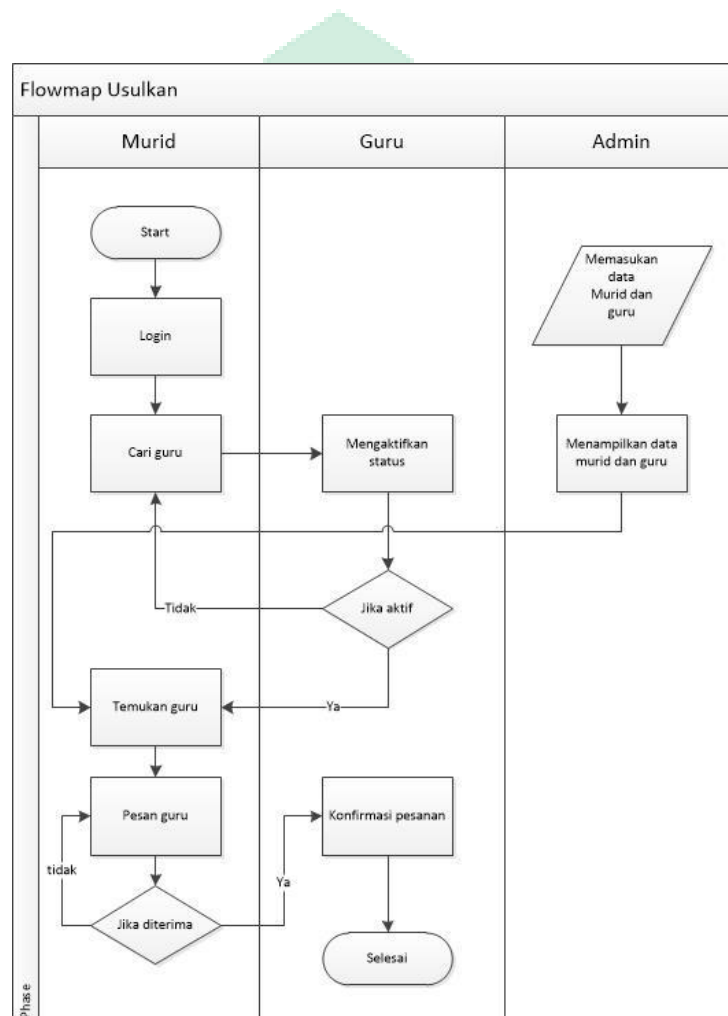 Flowmap Usulkan
Murid
Guru
Admin
Start
Memasukan
data
Murid dan
guru
Login
Cari guru
Mengaktifkan
status
Menampilkan data
murid dan guru
Tidak
Jika aktif
Temukan guru
Ya
Pesan guru
Konfirmasi pesanan
tidak
Ya
Jika diterima
Selesai
Phase